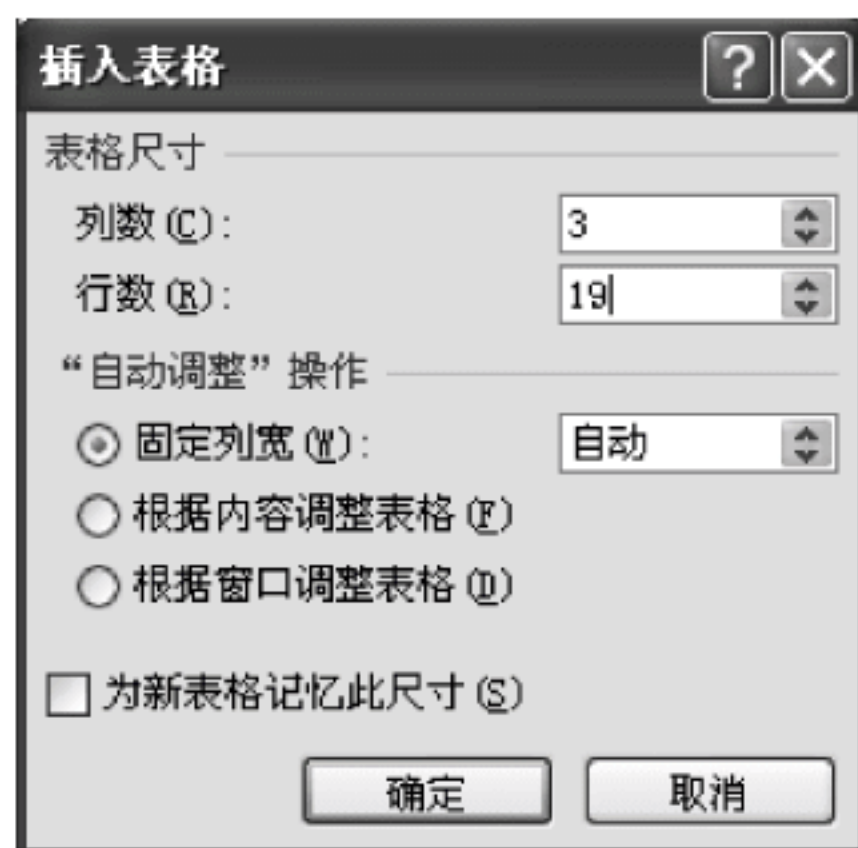 插入表格
表格尺寸
列数(C): 3
行数(R): 19
“自动调整”操作
固定列宽(W): 自动
根据内容调整表格(F)
根据窗口调整表格(D)
为新表格记忆此尺寸(S)
确定 取消